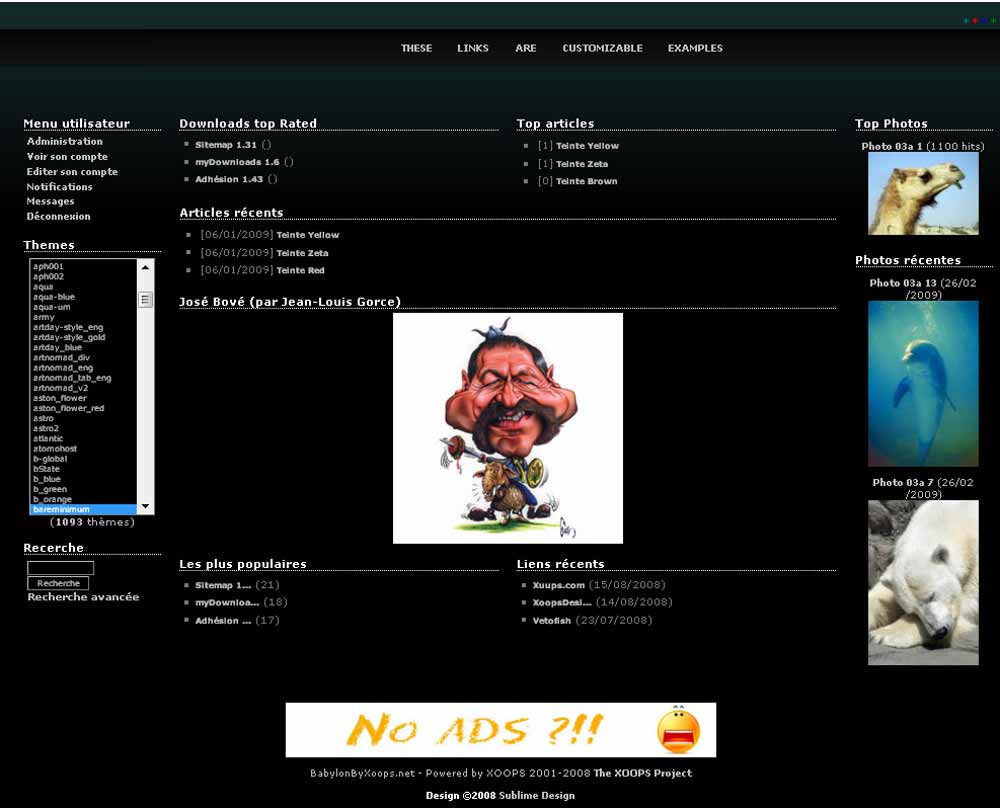 THESE LINKS ARE CUSTOMIZABLE EXAMPLES
Menu utilisateur
Administration
Voir son compte
Editer son compte
Notifications
Messages
Déconnexion
Themes
aph001
aph002
aqua
aqua-blue
aqua-um
army
artday-style_eng
artday-style_gold
artday_blue
artnomad_div
artnomad_eng
artnomad_tab_eng
artnomad_v2
aston_flower
aston_flower_red
astro
astro2
atlantic
atomohost
b-global
bState
b_blue
b_green
b_orange
bareminimum
(1093 thèmes)
Recerche
Recherche
Recherche avancée
Downloads top Rated
Sitemap 1.31 ()
myDownloads 1.6 ()
Adhésion 1.43 ()
Top articles
[1] Teinte Yellow
[1] Teinte Zeta
[0] Teinte Brown
Articles récents
[06/01/2009] Teinte Yellow
[06/01/2009] Teinte Zeta
[06/01/2009] Teinte Red
José Bové (par Jean-Louis Gorce)
Les plus populaires
Sitemap 1... (21)
myDownloa... (18)
Adhésion ... (17)
Liens récents
Xuups.com (15/08/2008)
XoopsDesi... (14/08/2008)
Vetofish (23/07/2008)
Top Photos
Photo 03a 1 (1100 hits)
Photos récentes
Photo 03a 13 (26/02
/2009)
Photo 03a 7 (26/02
/2009)
No ADS ?!!
BabylonByXoops.net - Powered by XOOPS 2001-2008 The XOOPS Project
Design ©2008 Sublime Design